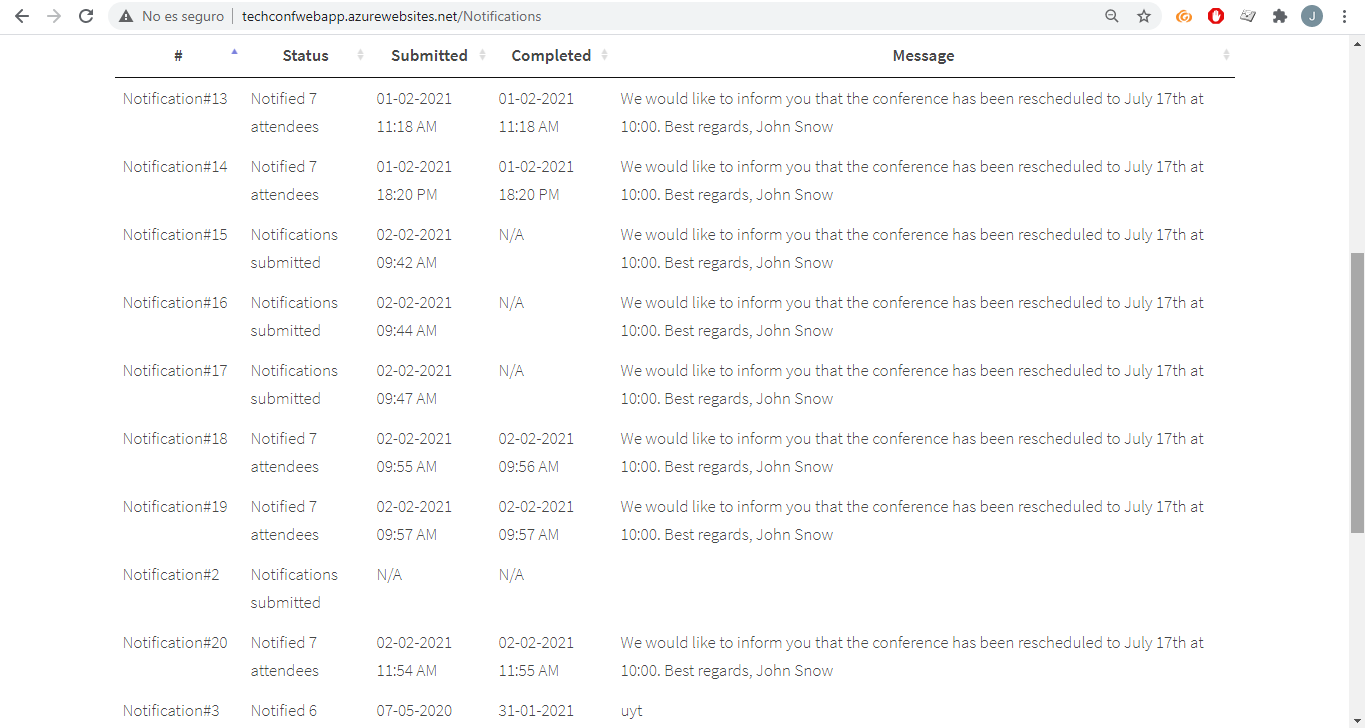 No es seguro techconfwebapp.azurewebsites.net/Notifications J
# Status Submitted Completed Message
Notification#13 Notified 7 01-02-2021 01-02-2021 We would like to inform you that the conference has been rescheduled to July 17th at
attendees 11:18 AM 11:18 AM 10:00. Best regards, John Snow
Notification#14 Notified 7 01-02-2021 01-02-2021 We would like to inform you that the conference has been rescheduled to July 17th at
attendees 18:20 PM 18:20 PM 10:00. Best regards, John Snow
Notification#15 Notifications 02-02-2021 N/A We would like to inform you that the conference has been rescheduled to July 17th at
submitted 09:42 AM 10:00. Best regards, John Snow
Notification#16 Notifications 02-02-2021 N/A We would like to inform you that the conference has been rescheduled to July 17th at
submitted 09:44 AM 10:00. Best regards, John Snow
Notification#17 Notifications 02-02-2021 N/A We would like to inform you that the conference has been rescheduled to July 17th at
submitted 09:47 AM 10:00. Best regards, John Snow
Notification#18 Notified 7 02-02-2021 02-02-2021 We would like to inform you that the conference has been rescheduled to July 17th at
attendees 09:55 AM 09:56 AM 10:00. Best regards, John Snow
Notification#19 Notified 7 02-02-2021 02-02-2021 We would like to inform you that the conference has been rescheduled to July 17th at
attendees 09:57 AM 09:57 AM 10:00. Best regards, John Snow
Notification#2 Notifications N/A N/A
submitted
Notification#20 Notified 7 02-02-2021 02-02-2021 We would like to inform you that the conference has been rescheduled to July 17th at
attendees 11:54 AM 11:55 AM 10:00. Best regards, John Snow
Notification#3 Notified 6 07-05-2020 31-01-2021 uyt